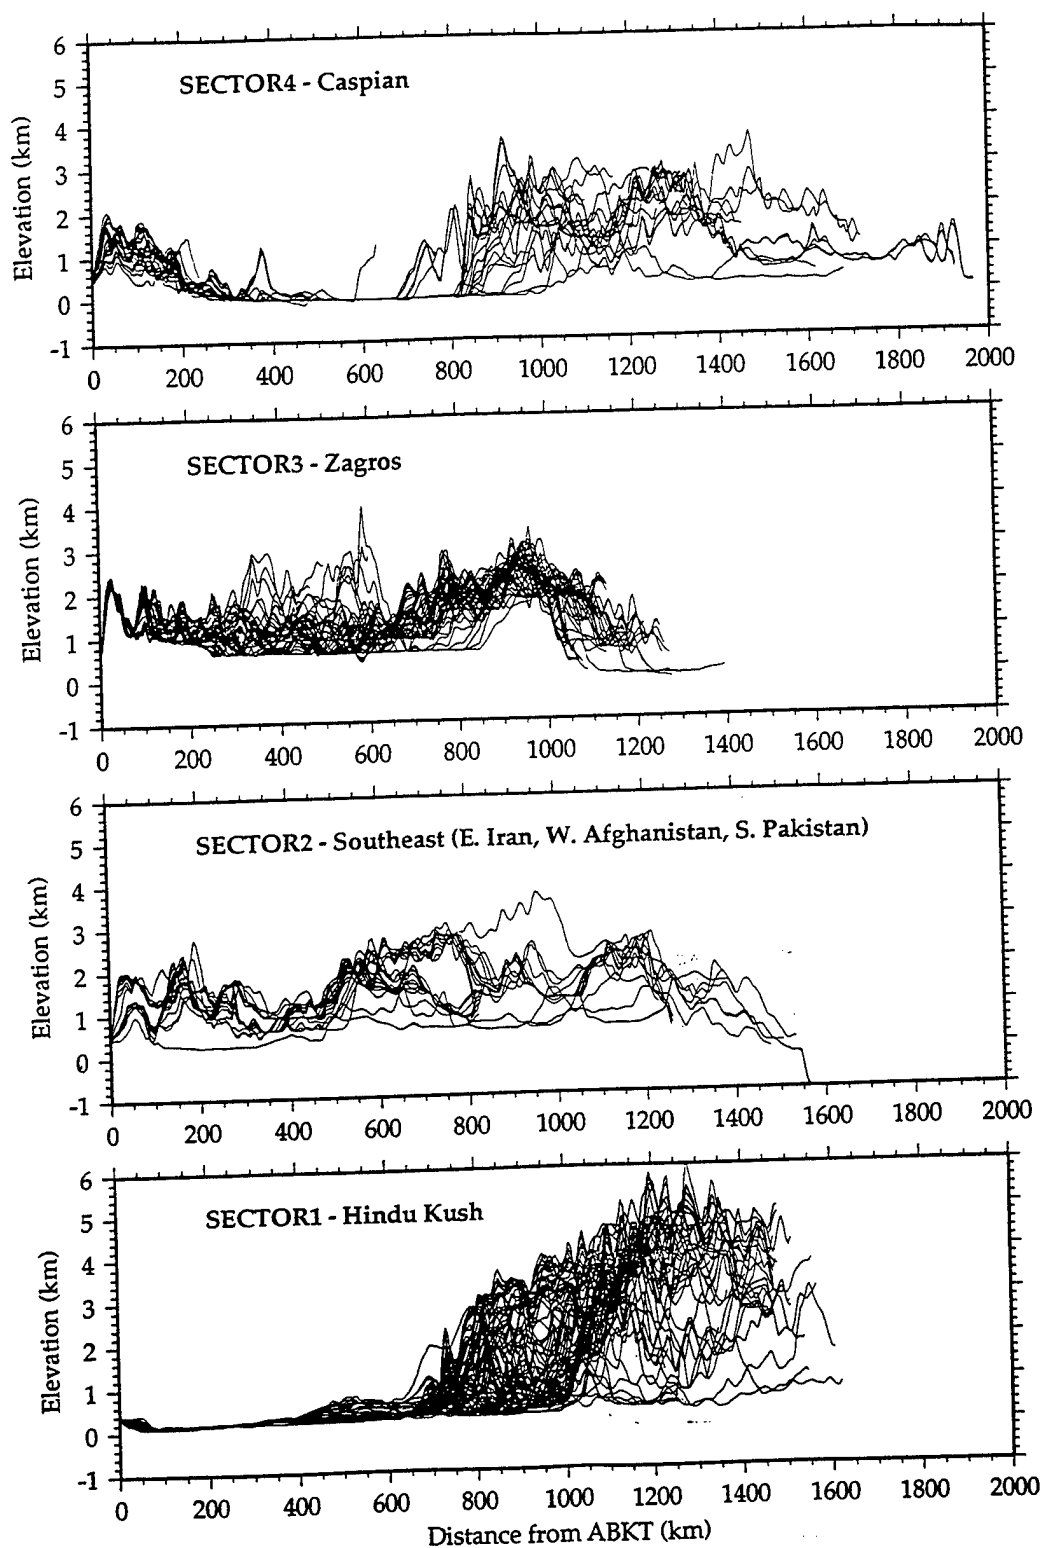 6
5
4
3
2
1
0
-1
Elevation (km)
SECTOR4 - Caspian
0 200 400 600 800 1000 1200 1400 1600 1800 2000
6
5
4
3
2
1
0
-1
Elevation (km)
SECTOR3 - Zagros
0 200 400 600 800 1000 1200 1400 1600 1800 2000
6
5
4
3
2
1
0
-1
Elevation (km)
SECTOR2 - Southeast (E. Iran, W. Afghanistan, S. Pakistan)
0 200 400 600 800 1000 1200 1400 1600 1800 2000
6
5
4
3
2
1
0
-1
Elevation (km)
SECTOR1 - Hindu Kush
0 200 400 600 800 1000 1200 1400 1600 1800 2000
Distance from ABKT (km)